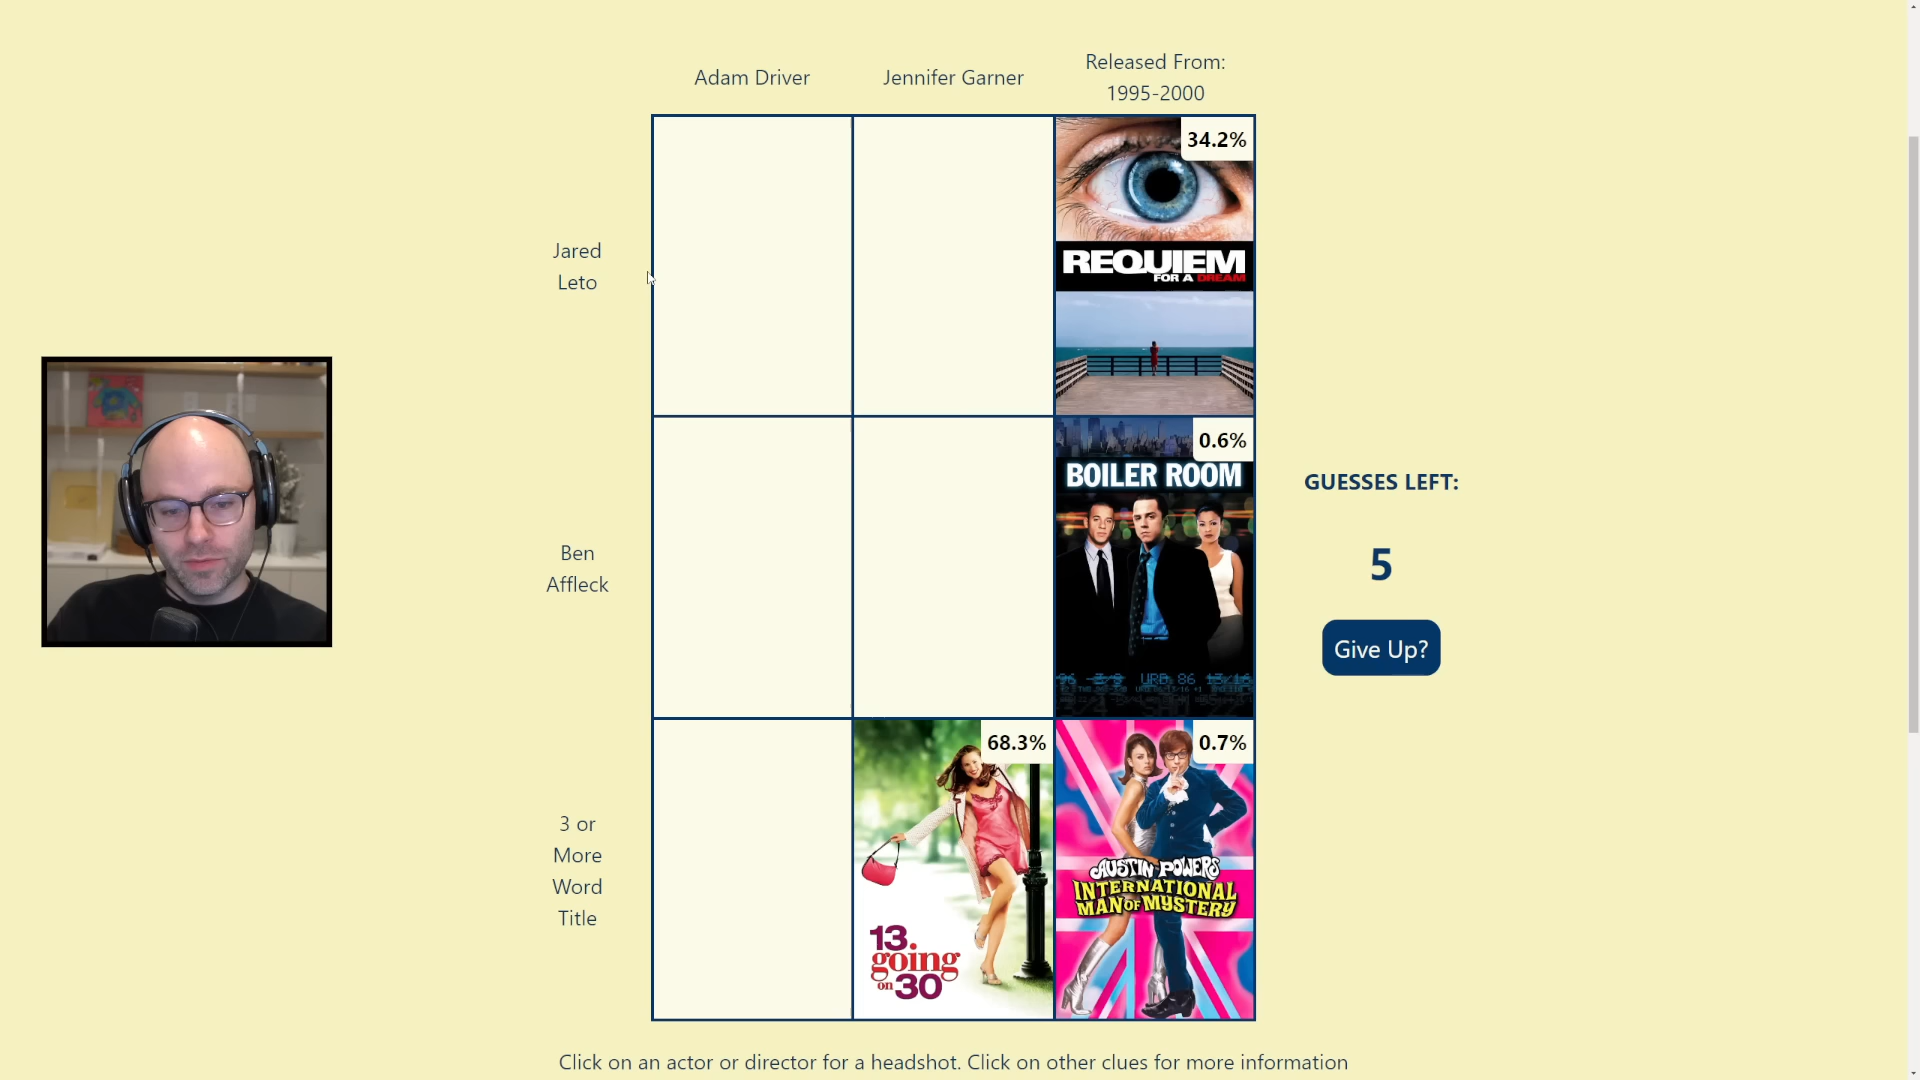 Adam Driver
Jennifer Garner
Released From:
1995-2000
Jared
Leto
34.2%
REQUIEM
FOR A DREAM
Ben
Affleck
0.6%
BOILER ROOM
GUESSES LEFT:
5
Give Up?
3 or
More
Word
Title
68.3%
13
going
on 30
0.7%
AUSTIN POWERS
INTERNATIONAL
MAN OF MYSTERY
Click on an actor or director for a headshot. Click on other clues for more information